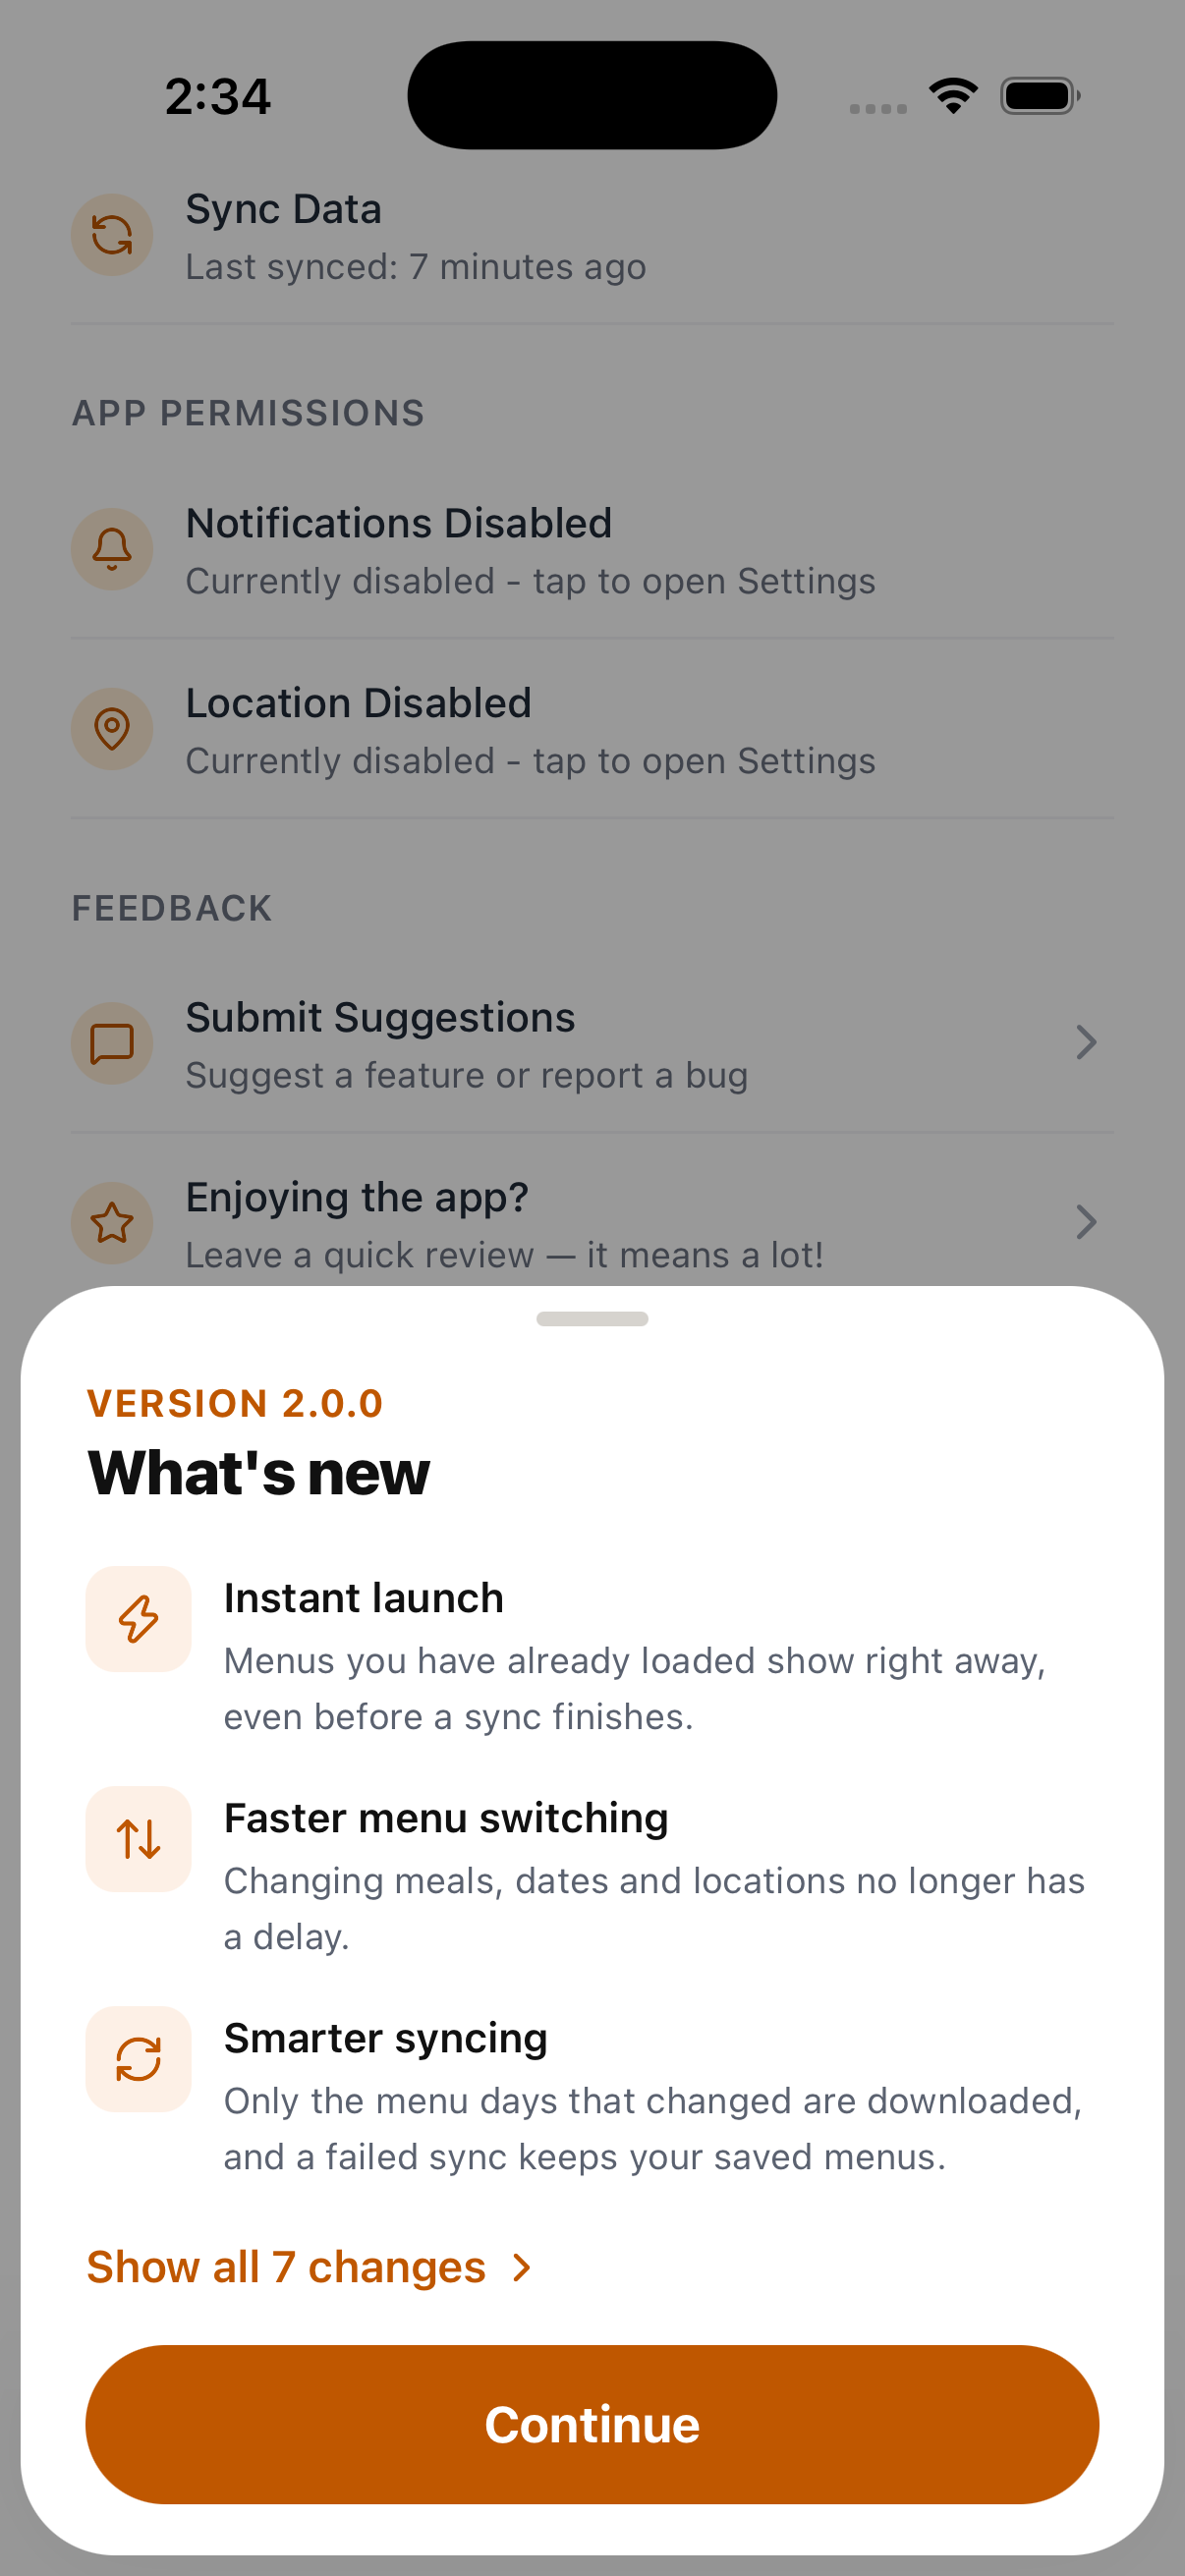 2:34
Sync Data
Last synced: 7 minutes ago
APP PERMISSIONS
Notifications Disabled
Currently disabled - tap to open Settings
Location Disabled
Currently disabled - tap to open Settings
FEEDBACK
Submit Suggestions
Suggest a feature or report a bug
Enjoying the app?
Leave a quick review — it means a lot!
VERSION 2.0.0
What's new
Instant launch
Menus you have already loaded show right away,
even before a sync finishes.
Faster menu switching
Changing meals, dates and locations no longer has
a delay.
Smarter syncing
Only the menu days that changed are downloaded,
and a failed sync keeps your saved menus.
Show all 7 changes
Continue